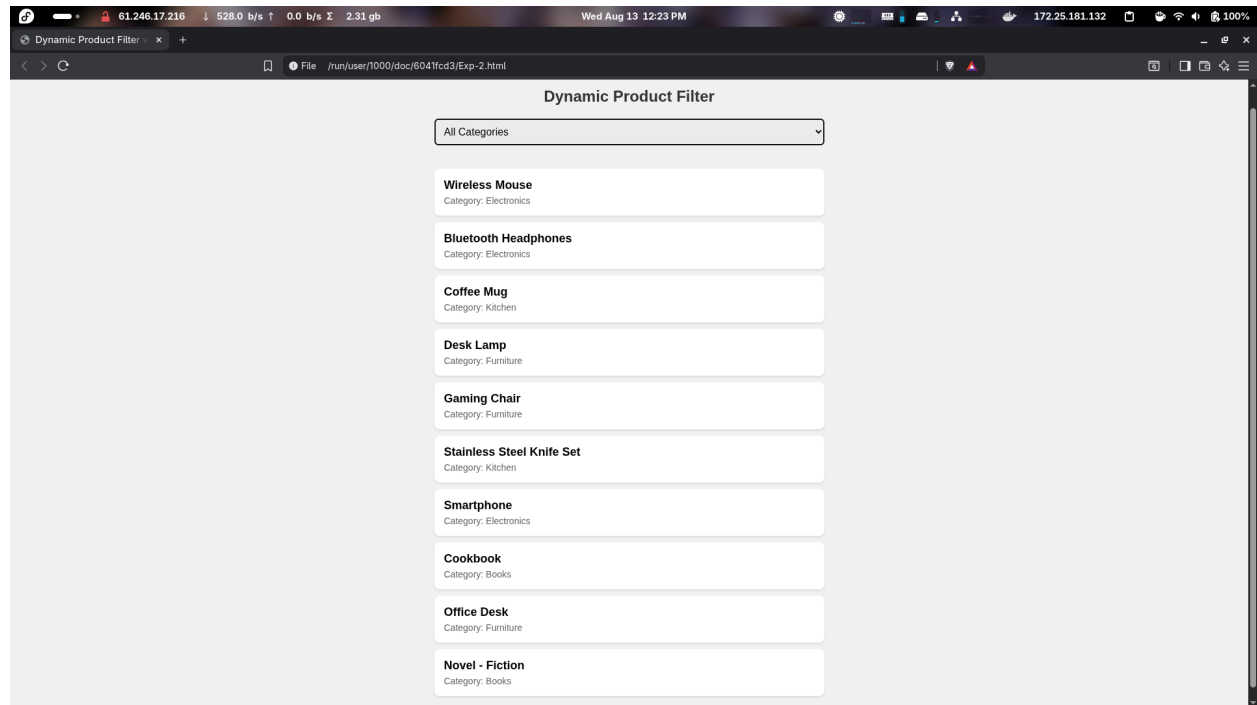 61.246.17.216 ↓ 528.0 b/s ↑ 0.0 b/s Σ 2.31 gb Wed Aug 13 12:23 PM 172.25.181.132 100%
Dynamic Product Filter
File /run/user/1000/doc/6041fcd3/Exp-2.html
Dynamic Product Filter
All Categories
Wireless Mouse
Category: Electronics
Bluetooth Headphones
Category: Electronics
Coffee Mug
Category: Kitchen
Desk Lamp
Category: Furniture
Gaming Chair
Category: Furniture
Stainless Steel Knife Set
Category: Kitchen
Smartphone
Category: Electronics
Cookbook
Category: Books
Office Desk
Category: Furniture
Novel - Fiction
Category: Books